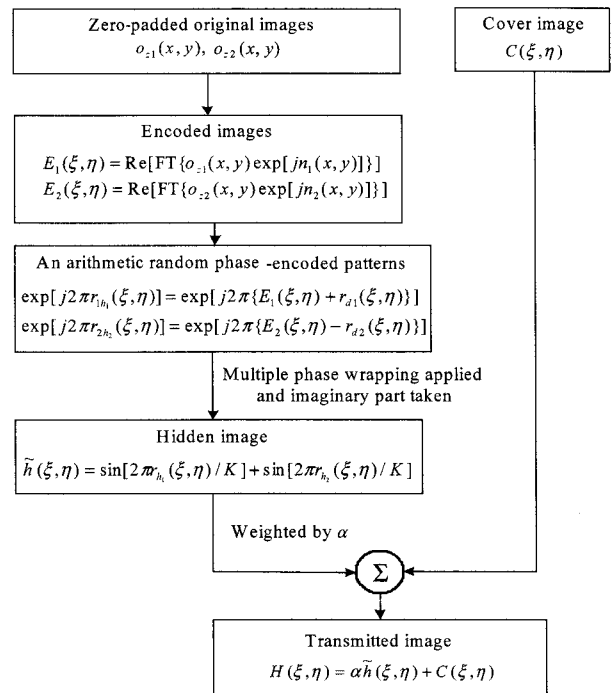 Zero-padded original images
o_{z1}(x, y), o_{z2}(x, y)
Cover image
C(ξ,η)
Encoded images
E_1(ξ,η) = Re[FT{o_{z1}(x, y) exp[jn_1(x, y)]}]
E_2(ξ,η) = Re[FT{o_{z2}(x, y) exp[jn_2(x, y)]}]
An arithmetic random phase -encoded patterns
exp[j2πr_{1h_1}(ξ,η)] = exp[j2π{E_1(ξ,η) + r_{d1}(ξ,η)}]
exp[j2πr_{2h_2}(ξ,η)] = exp[j2π{E_2(ξ,η) − r_{d2}(ξ,η)}]
Multiple phase wrapping applied
and imaginary part taken
Hidden image
h̃(ξ,η) = sin[2πr_{h_1}(ξ,η)/K] + sin[2πr_{h_2}(ξ,η)/K]
Weighted by α
Σ
Transmitted image
H(ξ,η) = αh̃(ξ,η) + C(ξ,η)